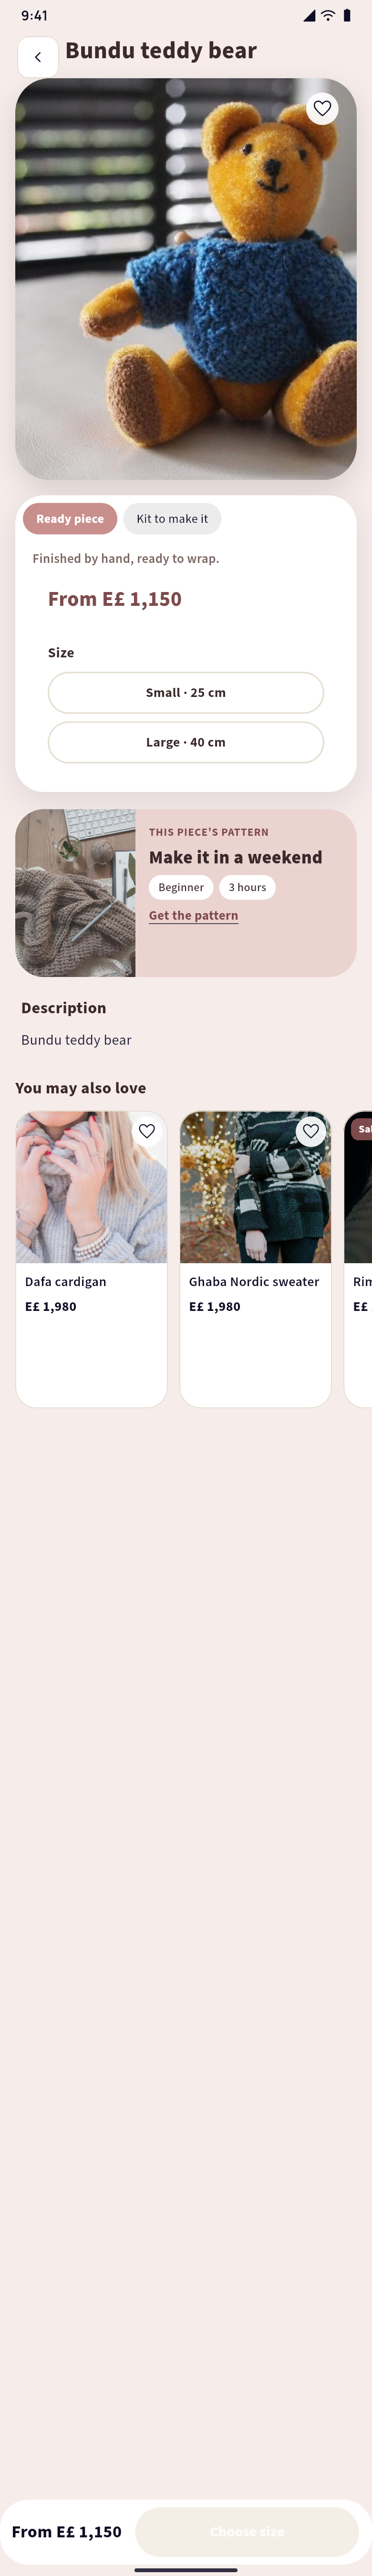 9:41
Bundu teddy bear
Ready piece
Kit to make it
Finished by hand, ready to wrap.
From E£ 1,150
Size
Small · 25 cm
Large · 40 cm
THIS PIECE'S PATTERN
Make it in a weekend
Beginner
3 hours
Get the pattern
Description
Bundu teddy bear
You may also love
Dafa cardigan
E£ 1,980
Ghaba Nordic sweater
E£ 1,980
E£
From E£ 1,150
Choose size